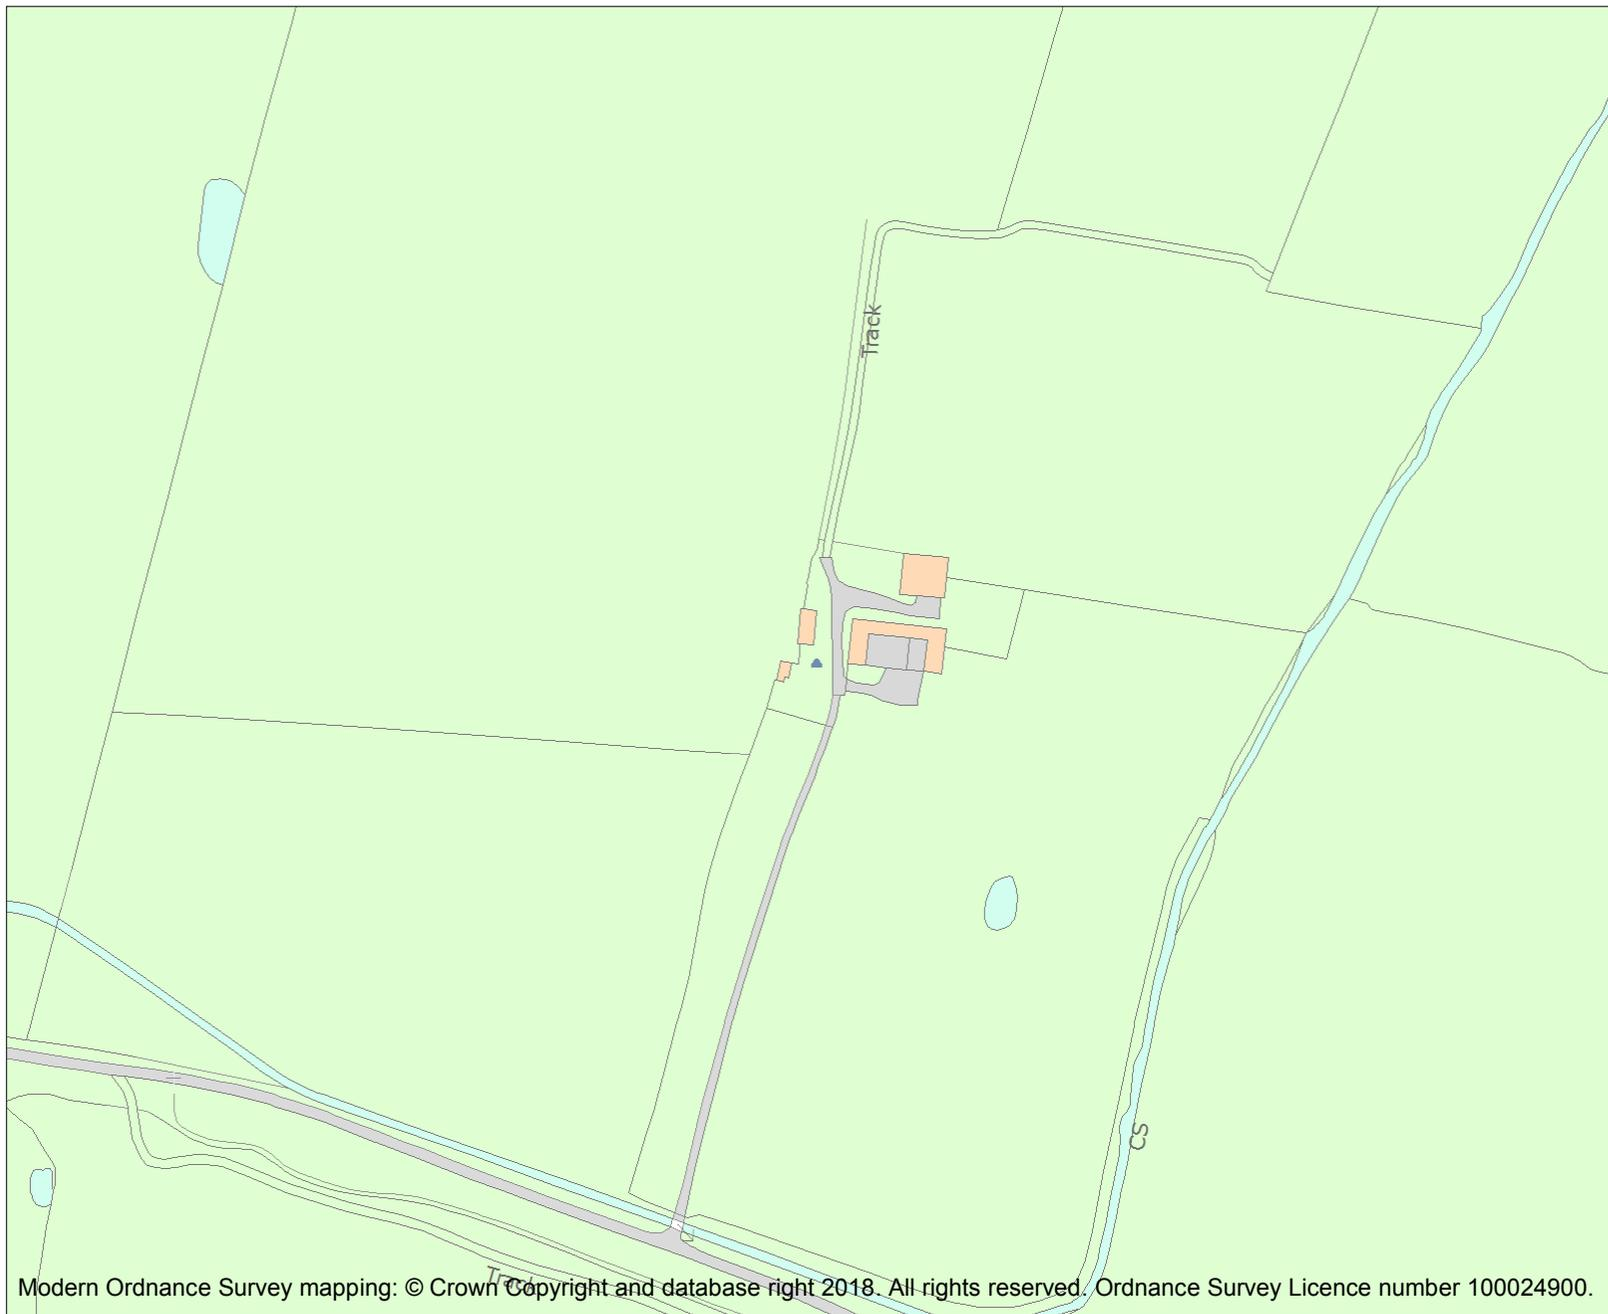 Track
CS
Track
Modern Ordnance Survey mapping: © Crown Copyright and database right 2018. All rights reserved. Ordnance Survey Licence number 100024900.